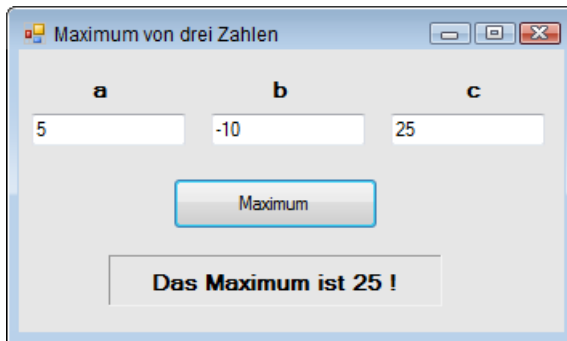 Maximum von drei Zahlen
a b c
5 -10 25
Maximum
Das Maximum ist 25 !